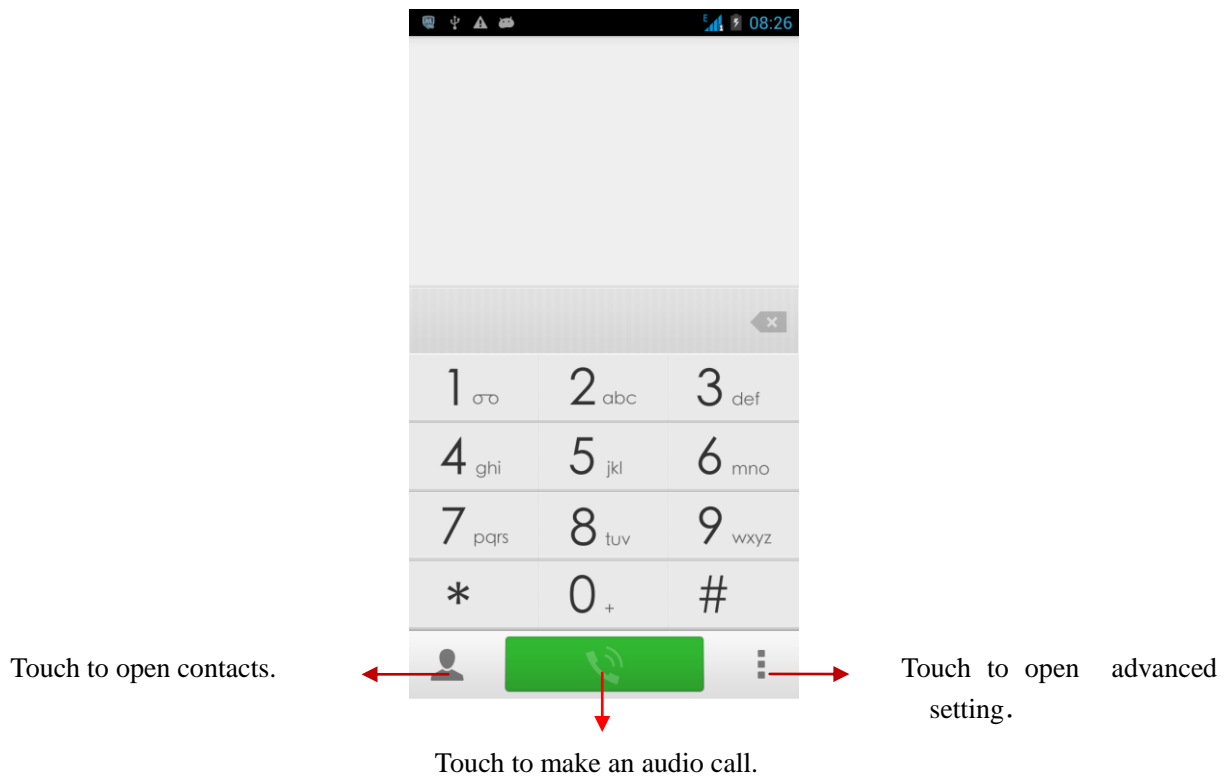 E 1 08:26
1
2 abc
3 def
4 ghi
5 jkl
6 mno
7 pqrs
8 tuv
9 wxyz
*
0 +
#
Touch to open contacts.
Touch to open advanced
setting.
Touch to make an audio call.